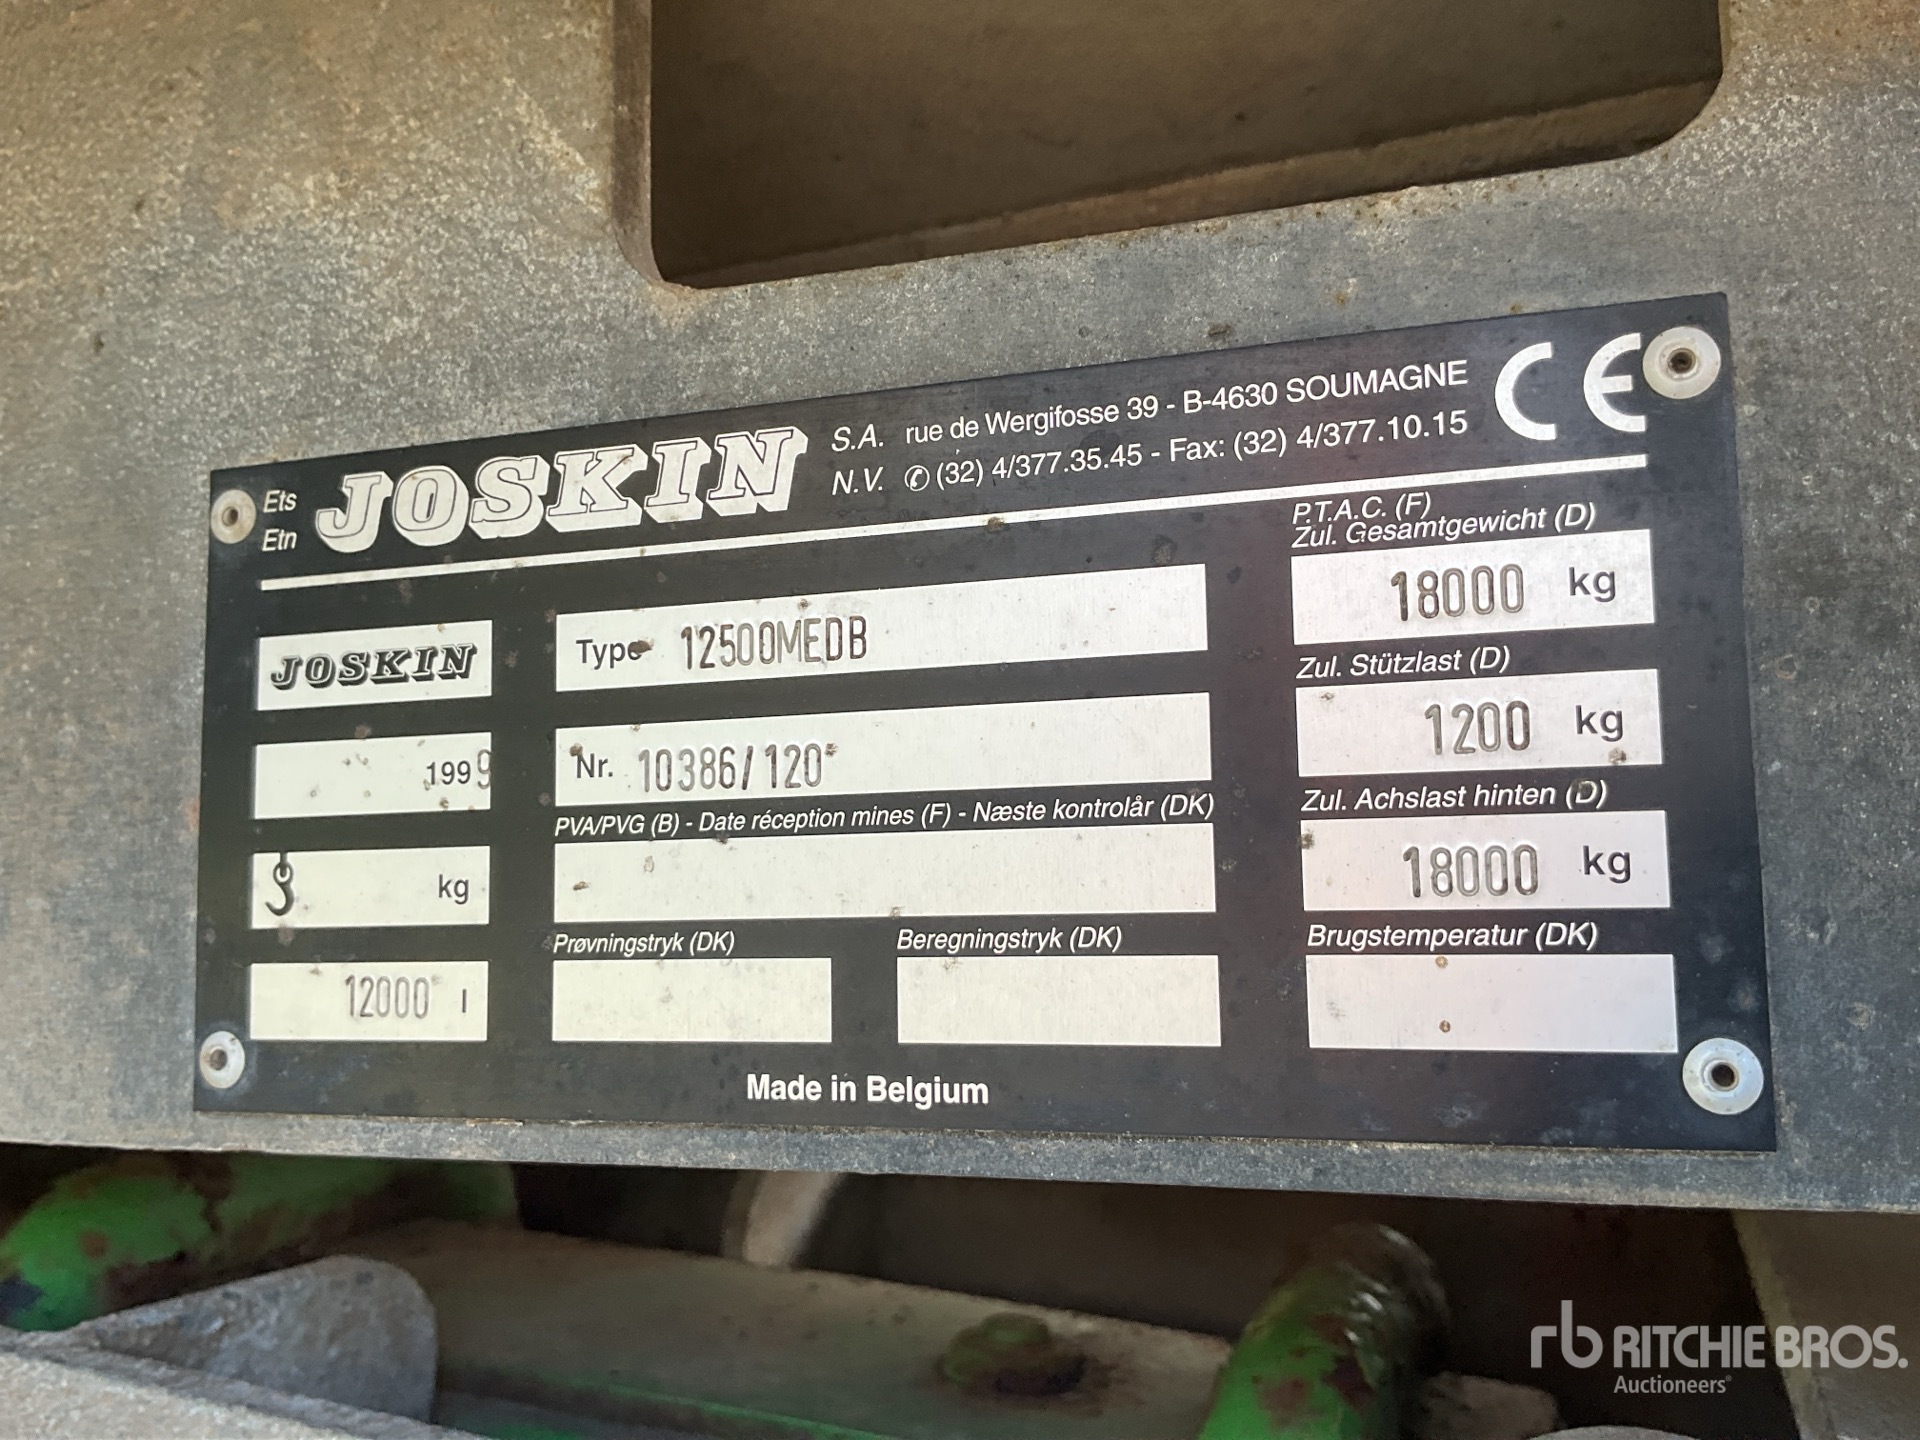 Ets
Etn
JOSKIN
S.A. rue de Wergifosse 39 - B-4630 SOUMAGNE
N.V. ✆ (32) 4/377.35.45 - Fax: (32) 4/377.10.15
CE
JOSKIN
1999
kg
12000 l
Type 12500MEDB
Nr. 10386/120
PVA/PVG (B) - Date réception mines (F) - Næste kontrolår (DK)
Prøvningstryk (DK)
Beregningstryk (DK)
P.T.A.C. (F)
Zul. Gesamtgewicht (D)
18000 kg
Zul. Stützlast (D)
1200 kg
Zul. Achslast hinten (D)
18000 kg
Brugstemperatur (DK)
Made in Belgium
rb RITCHIE BROS.
Auctioneers